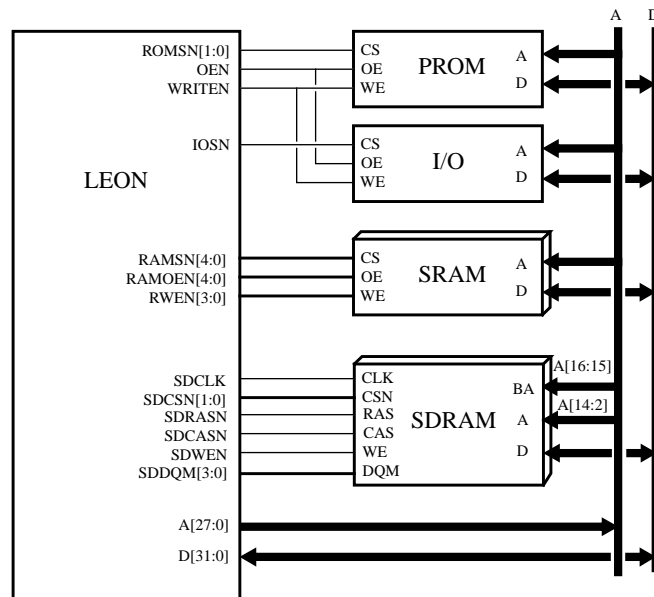 A D
ROMSN[1:0] CS PROM A
OEN OE
WRITEN WE D
IOSN CS I/O A
OE
WE D
LEON
RAMSN[4:0] CS SRAM A
RAMOEN[4:0] OE
RWEN[3:0] WE D
A[16:15]
SDCLK CLK BA
SDCSN[1:0] CSN
A[14:2]
SDRASN RAS SDRAM A
SDCASN CAS
SDWEN WE D
SDDQM[3:0] DQM
A[27:0]
D[31:0]